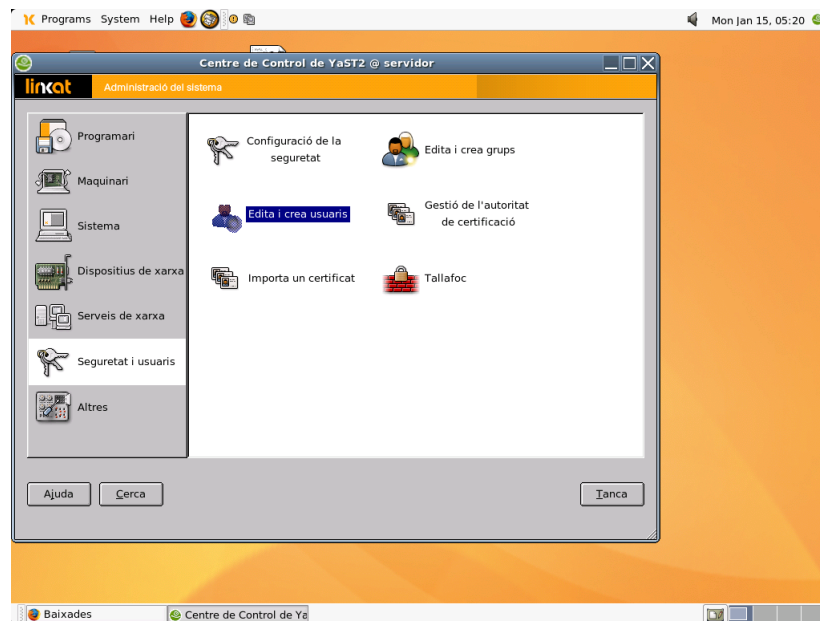 Programs System Help
Mon Jan 15, 05:20
Centre de Control de YaST2 @ servidor
linkat
Administració del sistema
Programari
Maquinari
Sistema
Dispositius de xarxa
Serveis de xarxa
Seguretat i usuaris
Altres
Configuració de la
seguretat
Edita i crea grups
Edita i crea usuaris
Gestió de l'autoritat
de certificació
Importa un certificat
Tallafoc
Ajuda
Cerca
Tanca
Baixades
Centre de Control de Ya